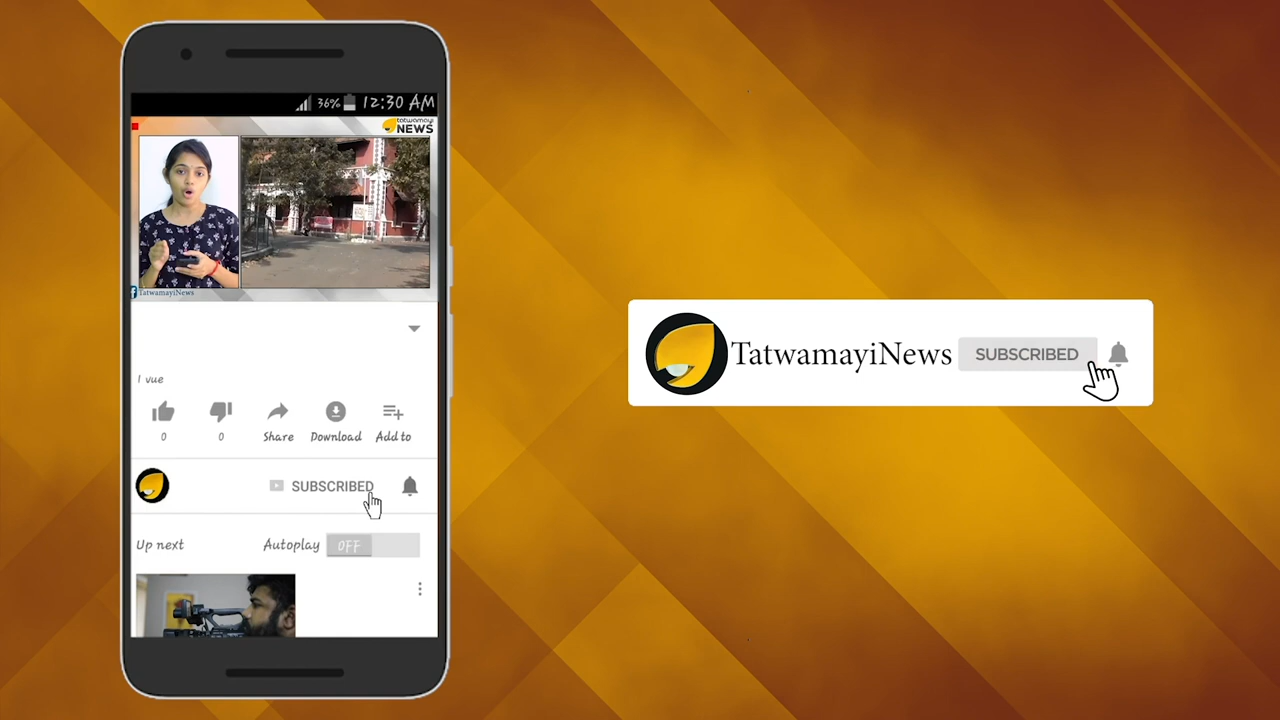 36% 12:30 AM
tatwamayi
NEWS
TatwamayiNews
1 vue
0 0 Share Download Add to
SUBSCRIBED
Up next Autoplay OFF
TatwamayiNews SUBSCRIBED